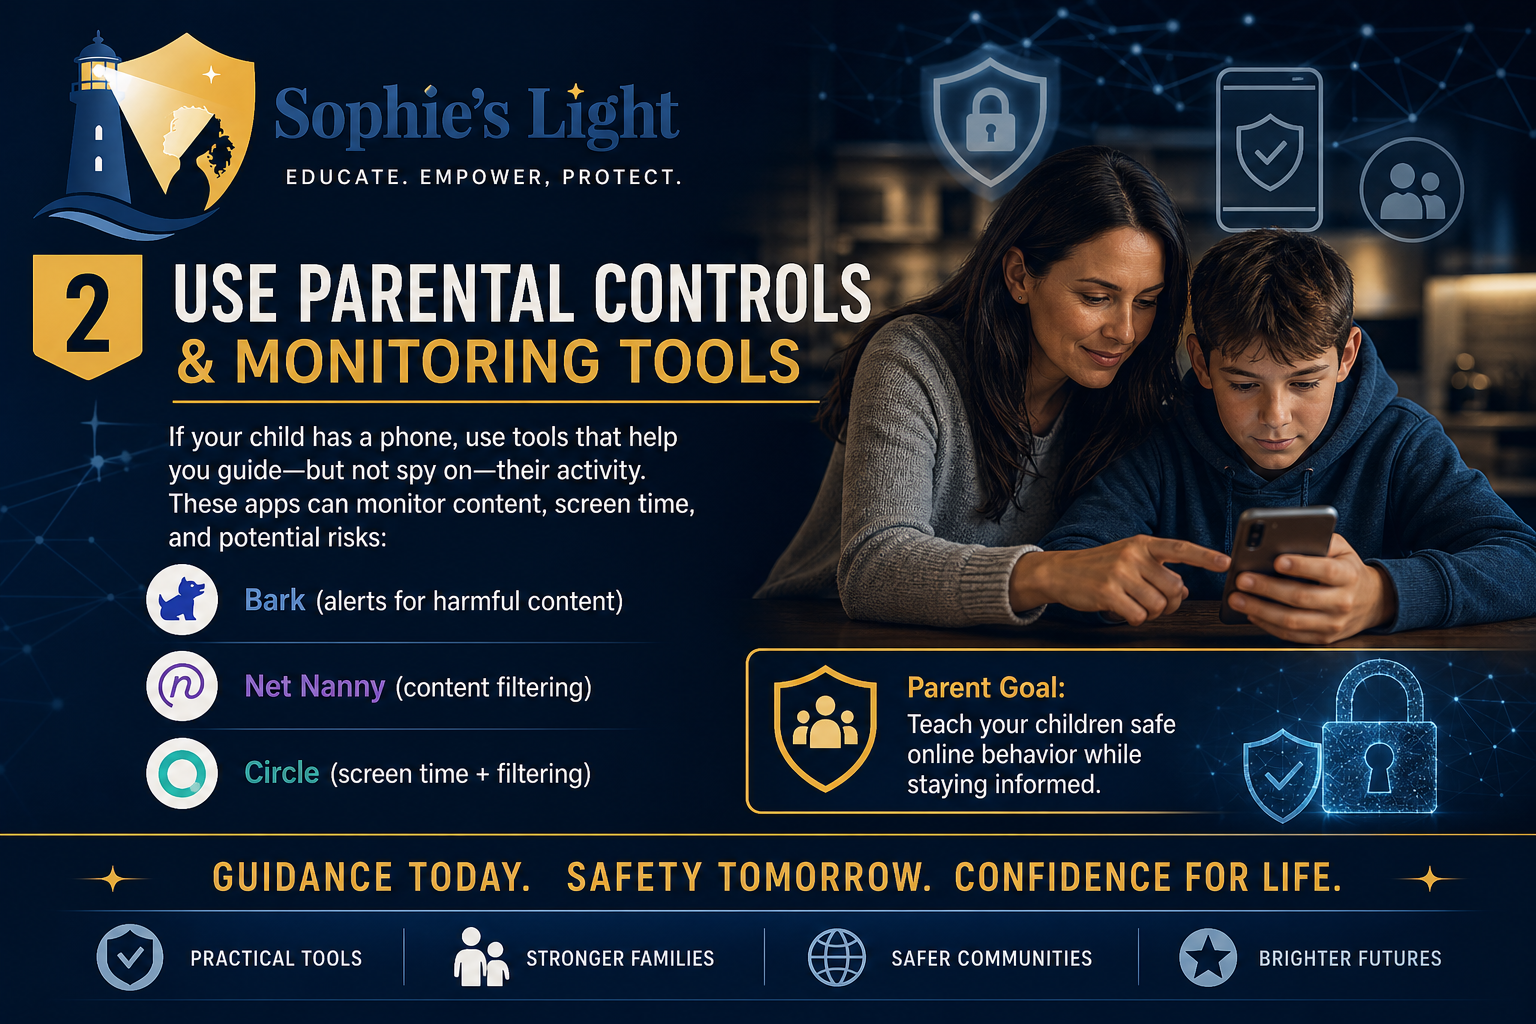 Sophie's Light
EDUCATE. EMPOWER, PROTECT.
2
USE PARENTAL CONTROLS
& MONITORING TOOLS
If your child has a phone, use tools that help
you guide—but not spy on—their activity.
These apps can monitor content, screen time,
and potential risks:
Bark (alerts for harmful content)
n
Net Nanny (content filtering)
Circle (screen time + filtering)
Parent Goal:
Teach your children safe
online behavior while
staying informed.
GUIDANCE TODAY. SAFETY TOMORROW. CONFIDENCE FOR LIFE.
PRACTICAL TOOLS
STRONGER FAMILIES
SAFER COMMUNITIES
BRIGHTER FUTURES